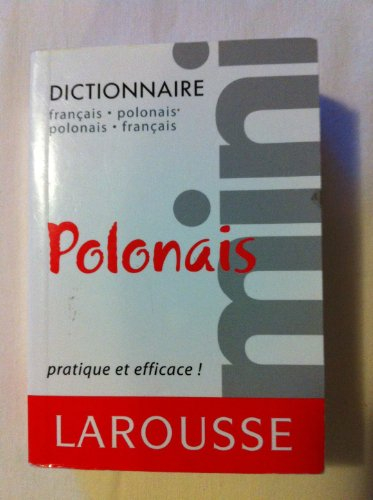 DICTIONNAIRE
français • polonais
polonais • français
mini
Polonais
pratique et efficace !
LAROUSSE